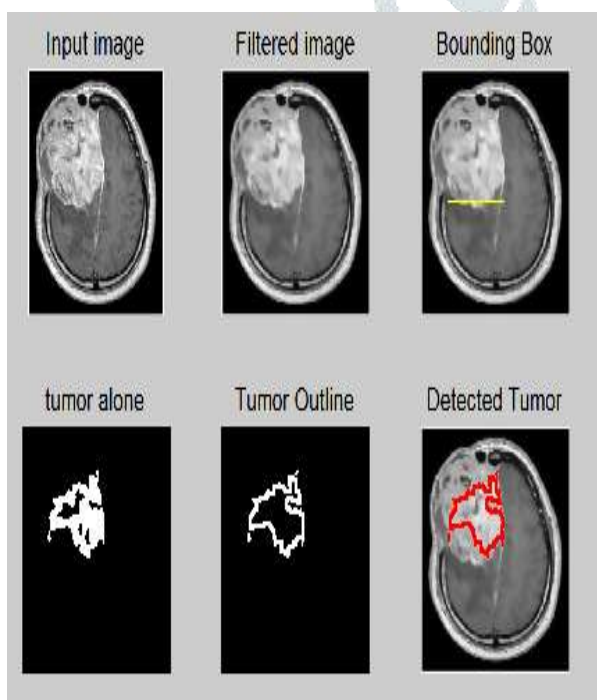 Input image
Filtered image
Bounding Box
tumor alone
Tumor Outline
Detected Tumor